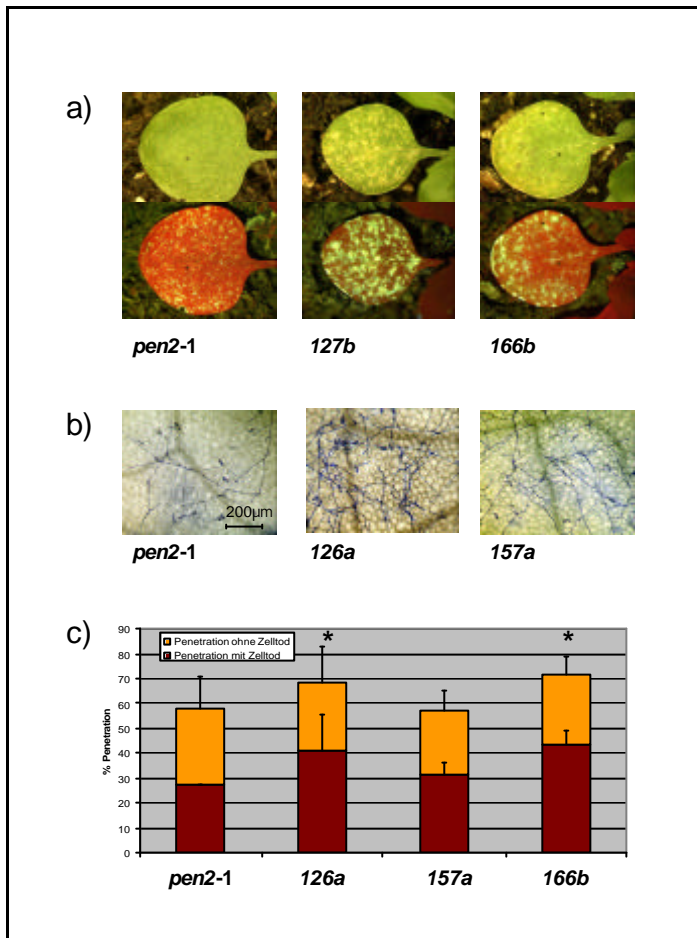 a)
pen2-1 127b 166b
b)
200µm
pen2-1 126a 157a
c)
90
80
70
60
50
40
30
20
10
0
% Penetration
Penetration ohne Zelltod
Penetration mit Zelltod
* *
pen2-1 126a 157a 166b